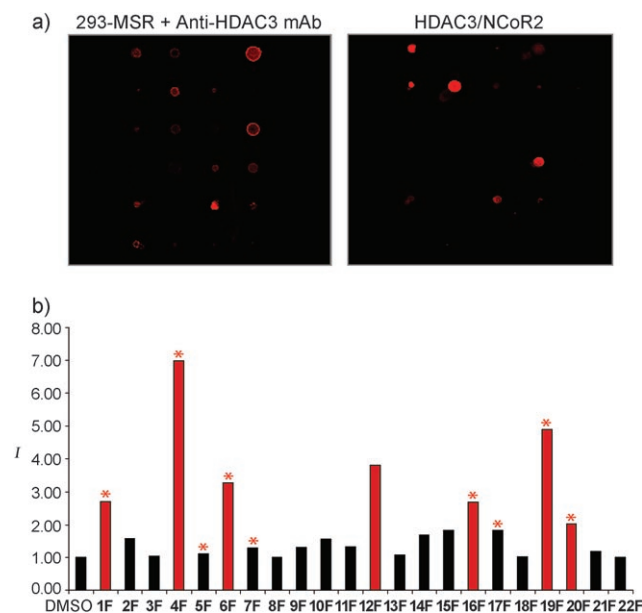 a)
293-MSR + Anti-HDAC3 mAb
HDAC3/NCoR2
b)
8.00
7.00
6.00
5.00
I
4.00
3.00
2.00
1.00
0.00
* * * * * * * * *
DMSO 1F 2F 3F 4F 5F 6F 7F 8F 9F 10F 11F 12F 13F 14F 15F 16F 17F 18F 19F 20F 21F 22F